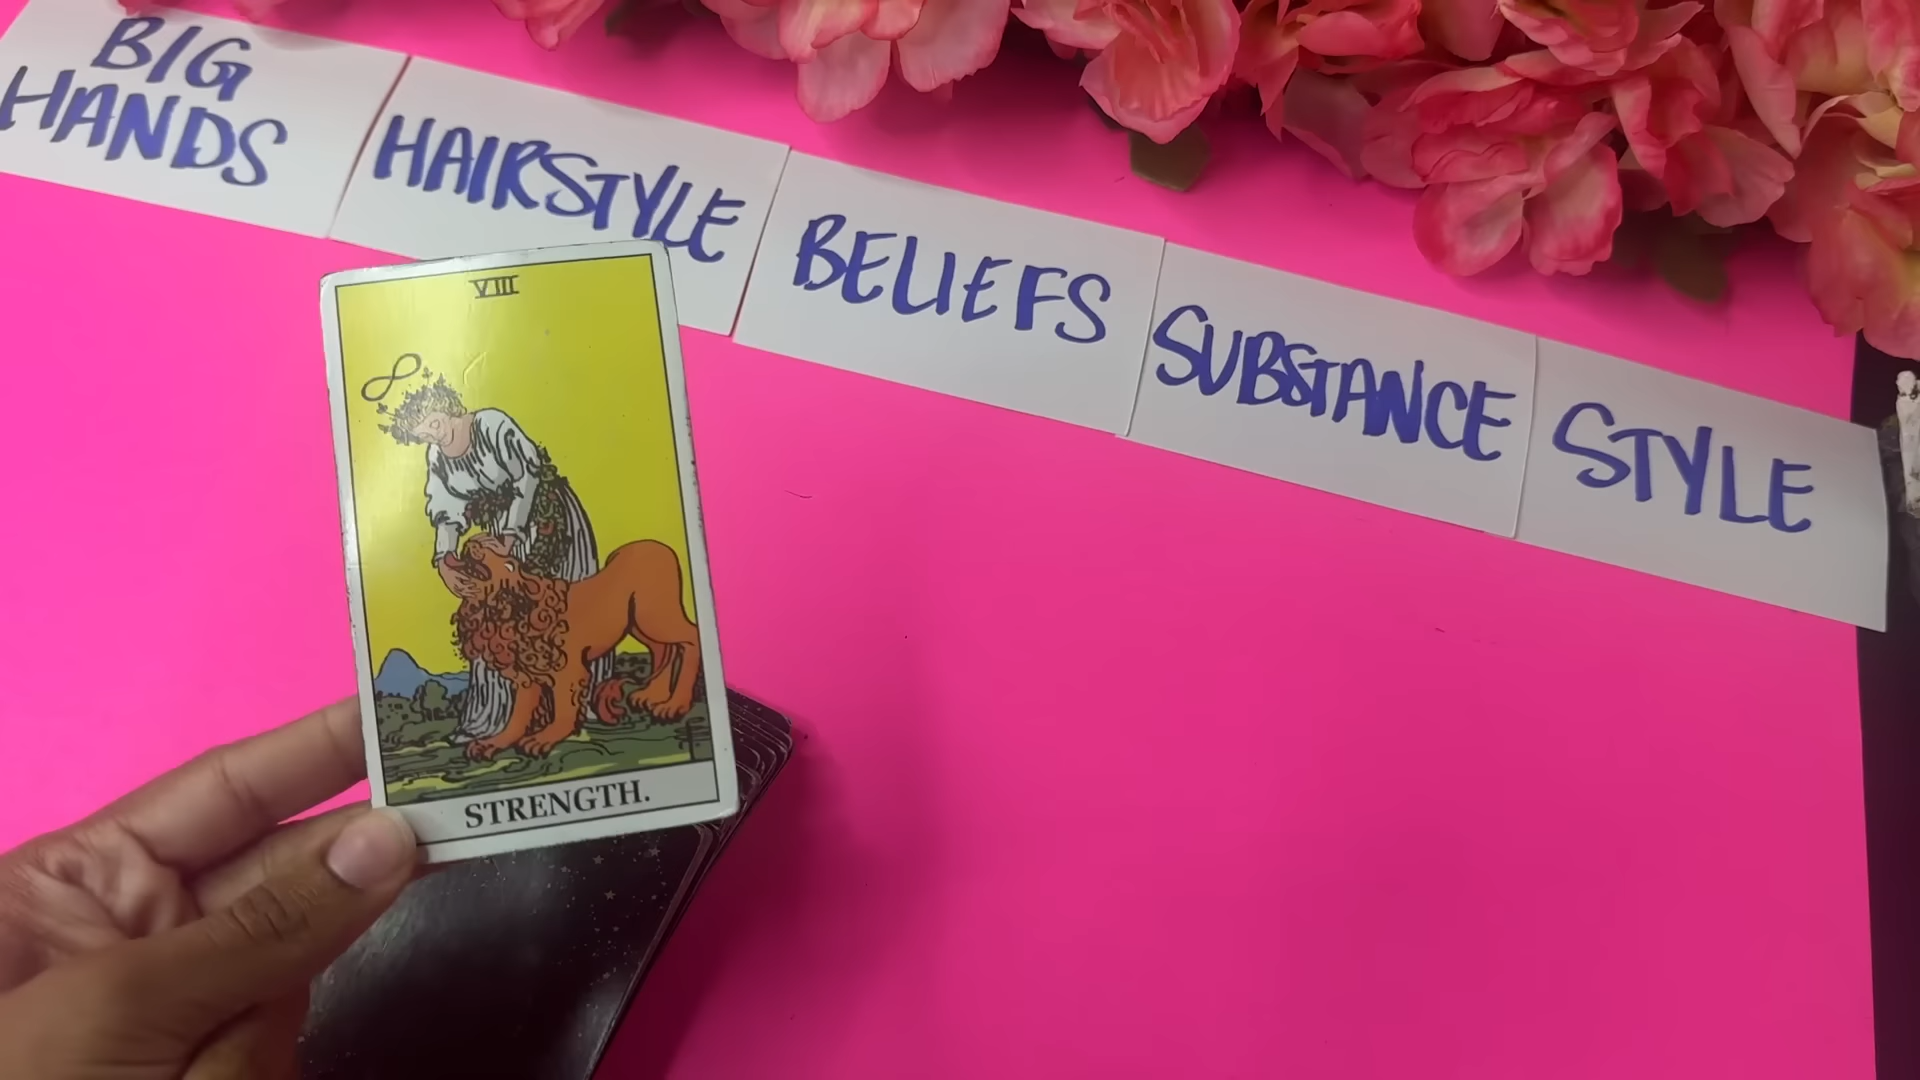 BIG
HANDS
HAIRSTYLE
BELIEFS
SUBSTANCE
STYLE
VIII
STRENGTH.